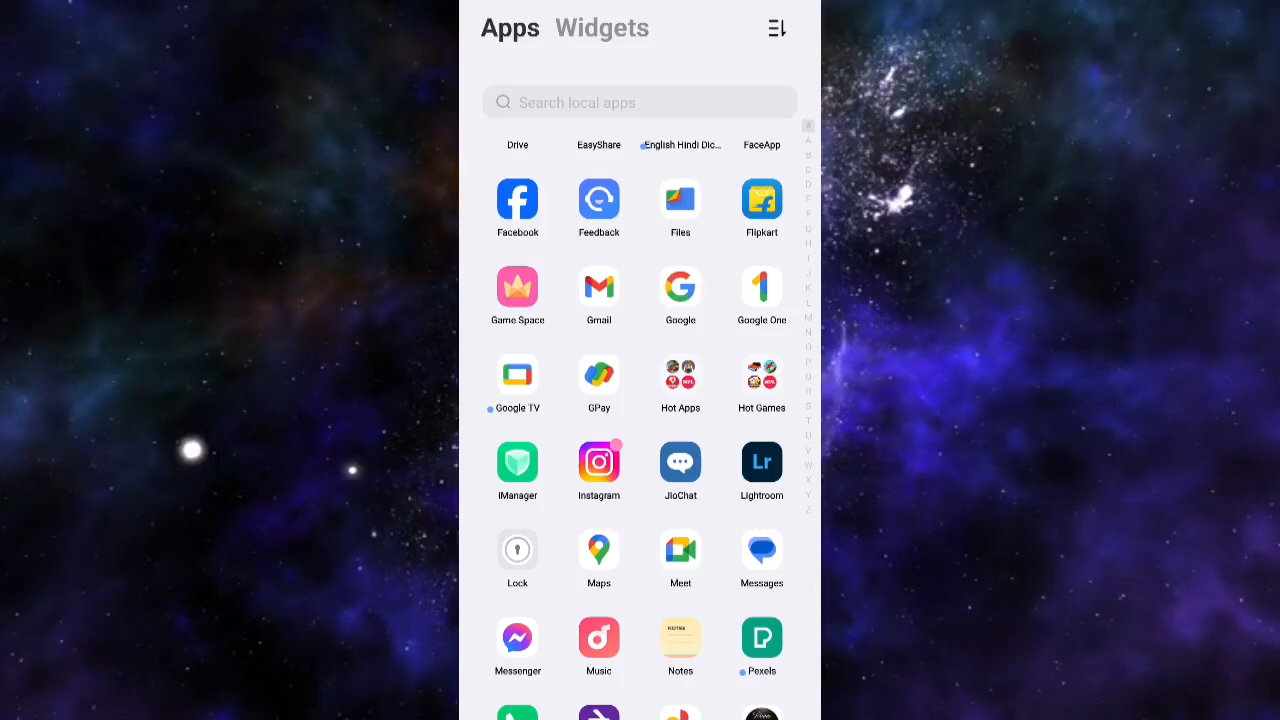 Apps Widgets
Search local apps
Drive EasyShare English Hindi Dic... FaceApp
Facebook Feedback Files Flipkart
Game Space Gmail Google Google One
Google TV GPay Hot Apps Hot Games
Lr
iManager Instagram JioChat Lightroom
Lock Maps Meet Messages
NOTES
Messenger Music Notes Pexels
#
A
B
C
D
G
H
I
J
K
L
M
N
O
P
Q
R
S
T
U
V
W
X
Y
Z